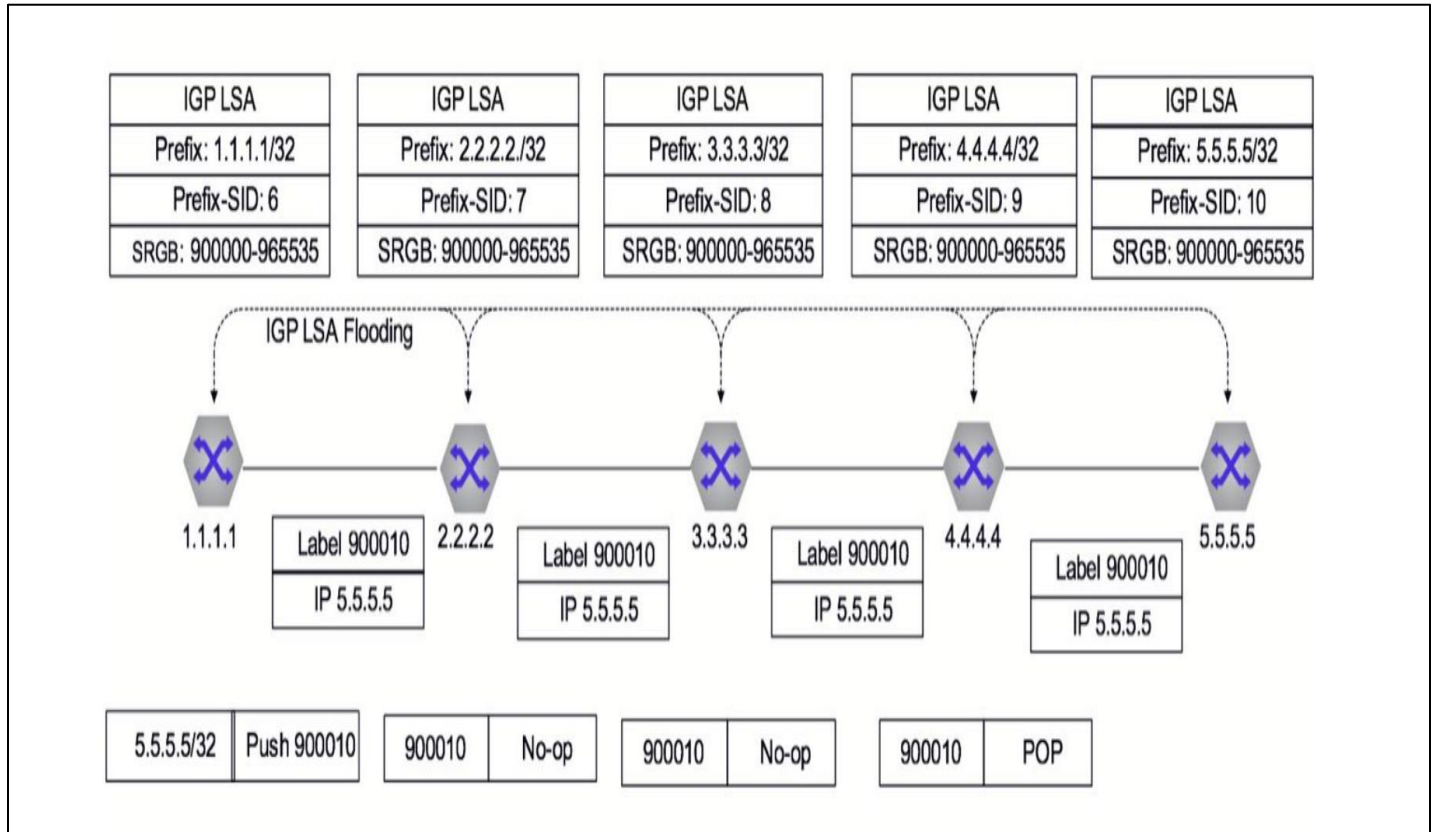 IGP LSA
Prefix: 1.1.1.1/32
Prefix-SID: 6
SRGB: 900000-965535
IGP LSA
Prefix: 2.2.2.2./32
Prefix-SID: 7
SRGB: 900000-965535
IGP LSA
Prefix: 3.3.3.3/32
Prefix-SID: 8
SRGB: 900000-965535
IGP LSA
Prefix: 4.4.4.4/32
Prefix-SID: 9
SRGB: 900000-965535
IGP LSA
Prefix: 5.5.5.5/32
Prefix-SID: 10
SRGB: 900000-965535
IGP LSA Flooding
1.1.1.1
2.2.2.2
3.3.3.3
4.4.4.4
5.5.5.5
Label 900010
IP 5.5.5.5
Label 900010
IP 5.5.5.5
Label 900010
IP 5.5.5.5
Label 900010
IP 5.5.5.5
5.5.5.5/32 Push 900010
900010 No-op
900010 No-op
900010 POP